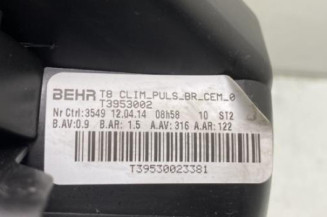 BEHR T8 CLIM_PULS_BR_CEM_0
T3953002
Nr Ctrl:3549 12.04.14 08h58 10 ST2
B.AV:0.9 B.AR: 1.5 A.AV: 316 A.AR: 122
T39530023381